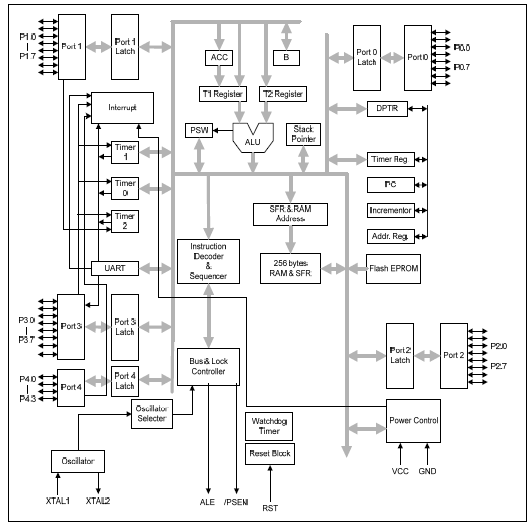 P1.0
P1.7
Port 1
Port 1
Latch
ACC
B
Port 0
Latch
Port0
P0.0
P0.7
T1 Register
T2 Register
DPTR
Interrupt
PSW
ALU
Stack
Pointer
Timer
1
Timer Reg.
Timer
0
PC
Timer
2
SFR & RAM
Address
Incrementor
Addr. Reg.
UART
Instruction
Decoder
&
Sequencer
256 bytes
RAM & SFR
Flash EPROM
P3.0
P3.7
Port 3
Port 3
Latch
Port 2
Latch
Port 2
P2.0
P2.7
P4.0
P4.3
Port 4
Port 4
Latch
Bus & Lock
Controller
Oscillator
Selecter
Watchdog
Timer
Power Control
Oscillator
Reset Block
VCC
GND
XTAL1
XTAL2
ALE
/PSEN
RST